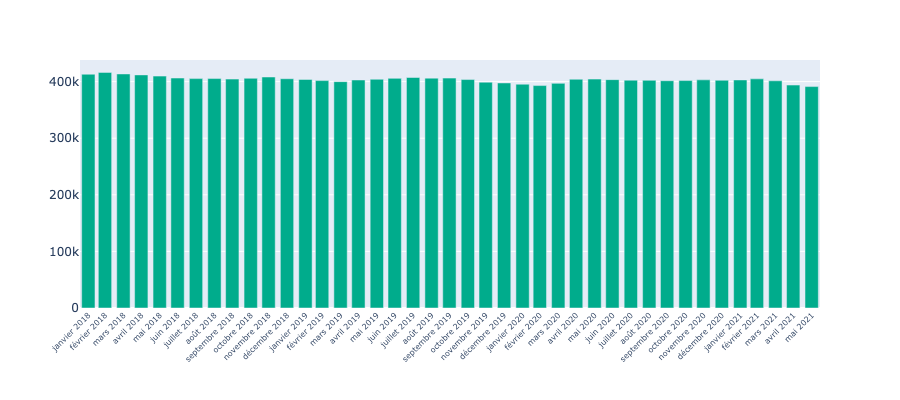 400k
300k
200k
100k
0
janvier 2018
février 2018
mars 2018
avril 2018
mai 2018
juin 2018
juillet 2018
août 2018
septembre 2018
octobre 2018
novembre 2018
décembre 2018
janvier 2019
février 2019
mars 2019
avril 2019
mai 2019
juin 2019
juillet 2019
août 2019
septembre 2019
octobre 2019
novembre 2019
décembre 2019
janvier 2020
février 2020
mars 2020
avril 2020
mai 2020
juin 2020
juillet 2020
août 2020
septembre 2020
octobre 2020
novembre 2020
décembre 2020
janvier 2021
février 2021
mars 2021
avril 2021
mai 2021